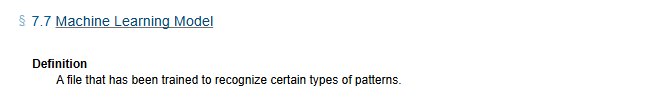 § 7.7 Machine Learning Model
Definition
A file that has been trained to recognize certain types of patterns.